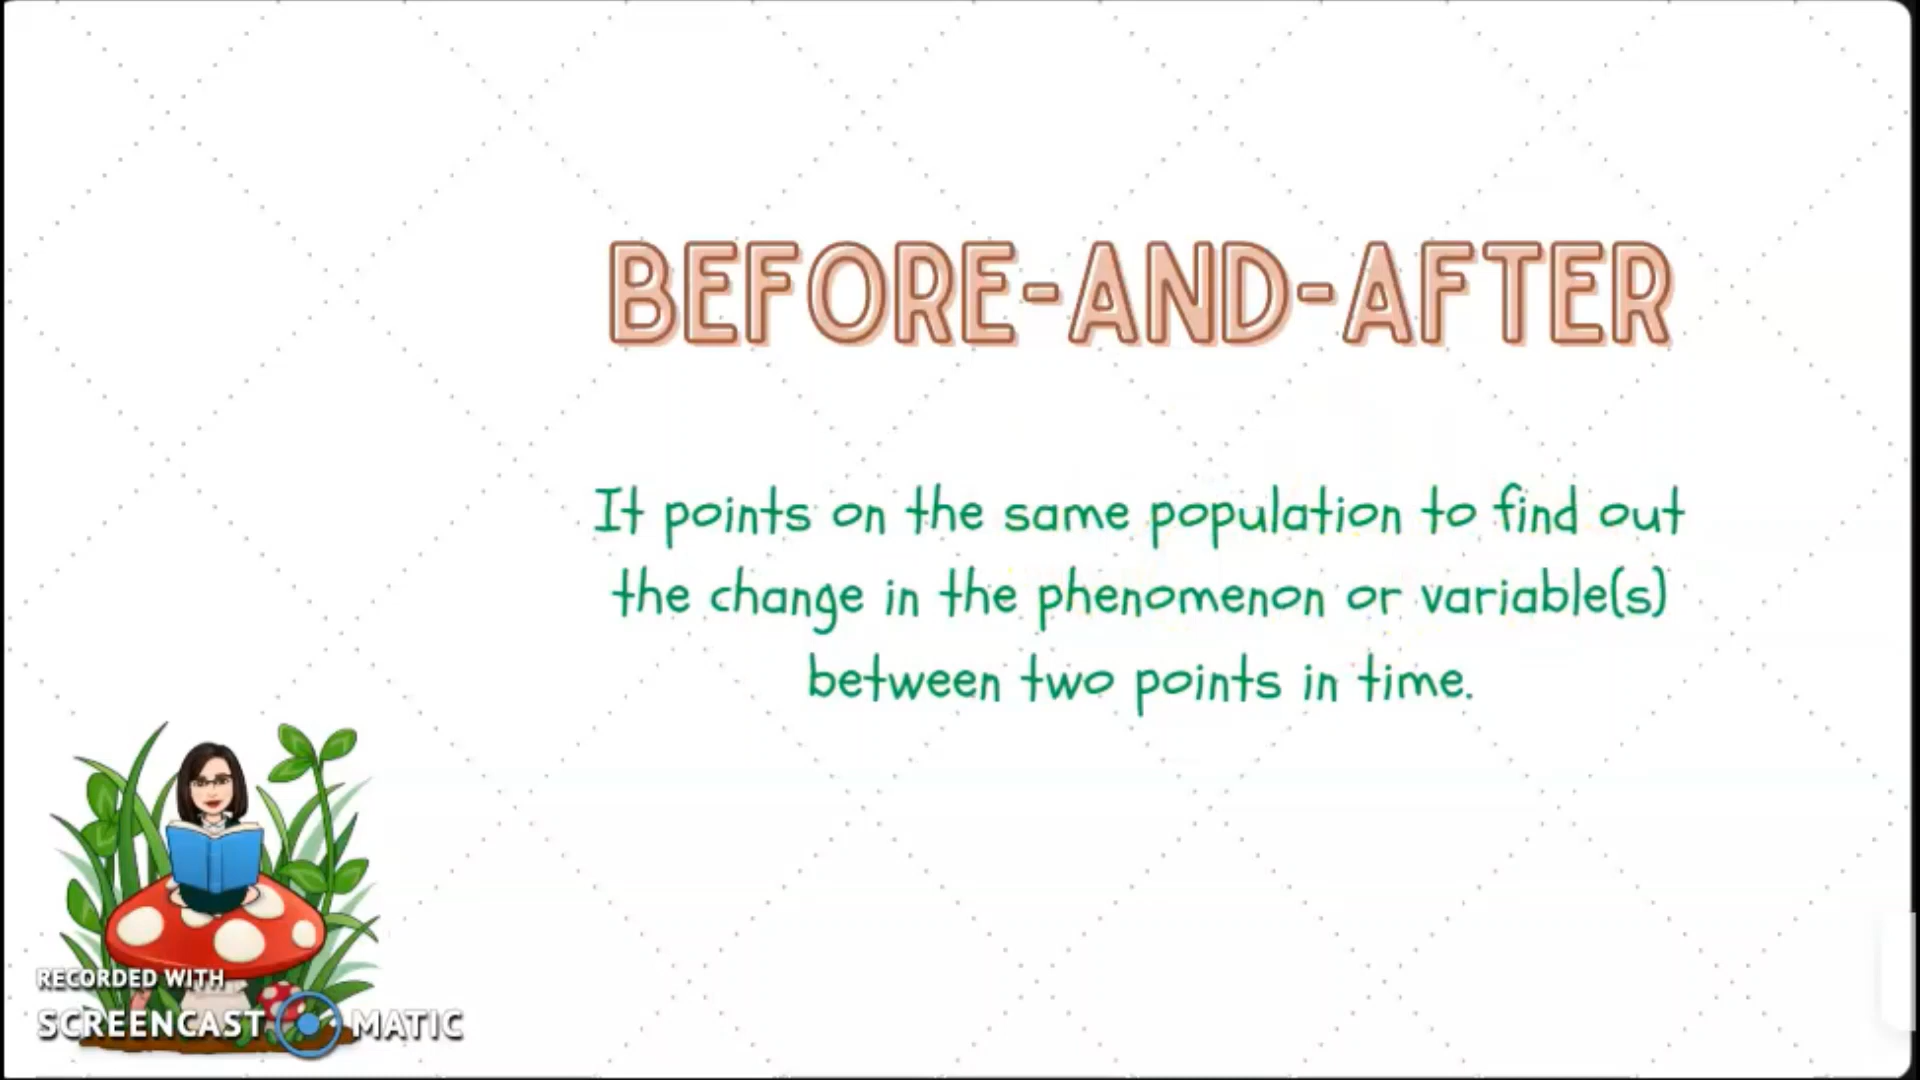 BEFORE-AND-AFTER
It points on the same population to find out
the change in the phenomenon or variable(s)
between two points in time.
RECORDED WITH
SCREENCAST MATIC